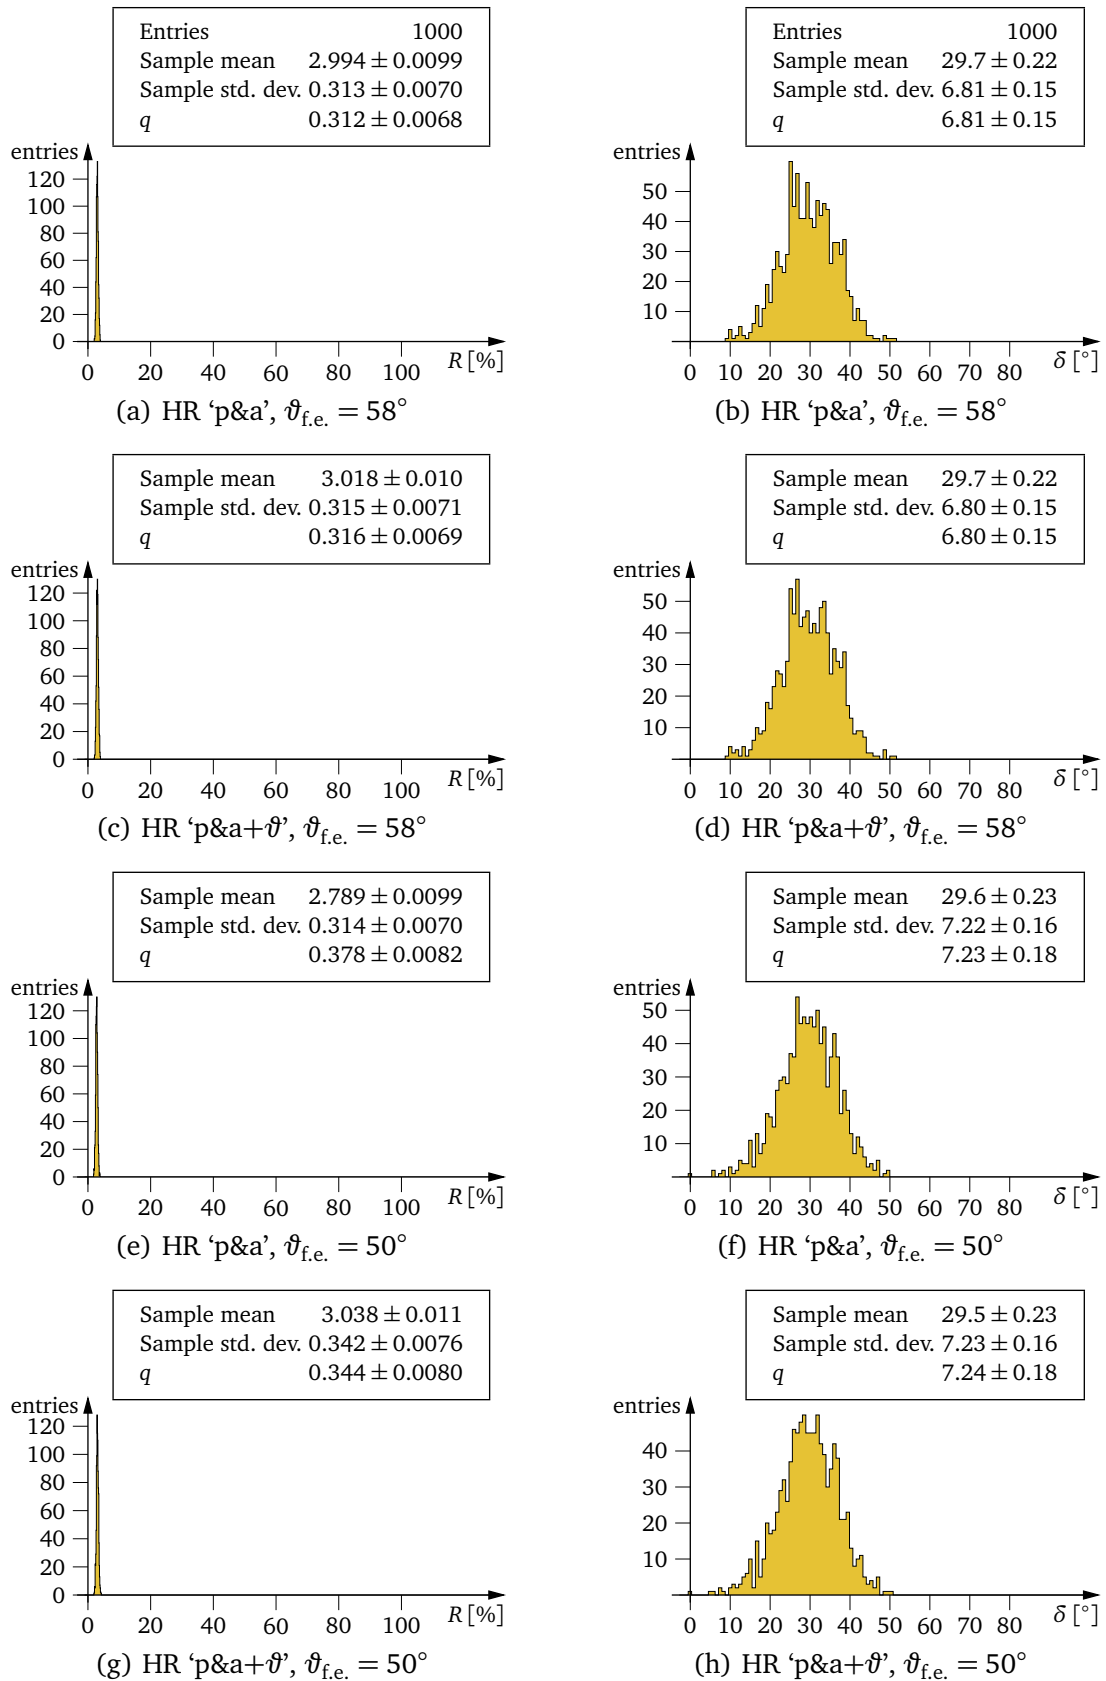 Entries 1000
Sample mean 2.994 ± 0.0099
Sample std. dev. 0.313 ± 0.0070
q 0.312 ± 0.0068
entries
120
100
80
60
40
20
0
0 20 40 60 80 100 R [%]
(a) HR ‘p&a’, ϑf.e. = 58°
Entries 1000
Sample mean 29.7 ± 0.22
Sample std. dev. 6.81 ± 0.15
q 6.81 ± 0.15
entries
50
40
30
20
10
0 10 20 30 40 50 60 70 80 δ [°]
(b) HR ‘p&a’, ϑf.e. = 58°
Sample mean 3.018 ± 0.010
Sample std. dev. 0.315 ± 0.0071
q 0.316 ± 0.0069
entries
120
100
80
60
40
20
0
0 20 40 60 80 100 R [%]
(c) HR ‘p&a+ϑ’, ϑf.e. = 58°
Sample mean 29.7 ± 0.22
Sample std. dev. 6.80 ± 0.15
q 6.80 ± 0.15
entries
50
40
30
20
10
0 10 20 30 40 50 60 70 80 δ [°]
(d) HR ‘p&a+ϑ’, ϑf.e. = 58°
Sample mean 2.789 ± 0.0099
Sample std. dev. 0.314 ± 0.0070
q 0.378 ± 0.0082
entries
120
100
80
60
40
20
0
0 20 40 60 80 100 R [%]
(e) HR ‘p&a’, ϑf.e. = 50°
Sample mean 29.6 ± 0.23
Sample std. dev. 7.22 ± 0.16
q 7.23 ± 0.18
entries
50
40
30
20
10
0 10 20 30 40 50 60 70 80 δ [°]
(f) HR ‘p&a’, ϑf.e. = 50°
Sample mean 3.038 ± 0.011
Sample std. dev. 0.342 ± 0.0076
q 0.344 ± 0.0080
entries
120
100
80
60
40
20
0
0 20 40 60 80 100 R [%]
(g) HR ‘p&a+ϑ’, ϑf.e. = 50°
Sample mean 29.5 ± 0.23
Sample std. dev. 7.23 ± 0.16
q 7.24 ± 0.18
entries
40
30
20
10
0 10 20 30 40 50 60 70 80 δ [°]
(h) HR ‘p&a+ϑ’, ϑf.e. = 50°